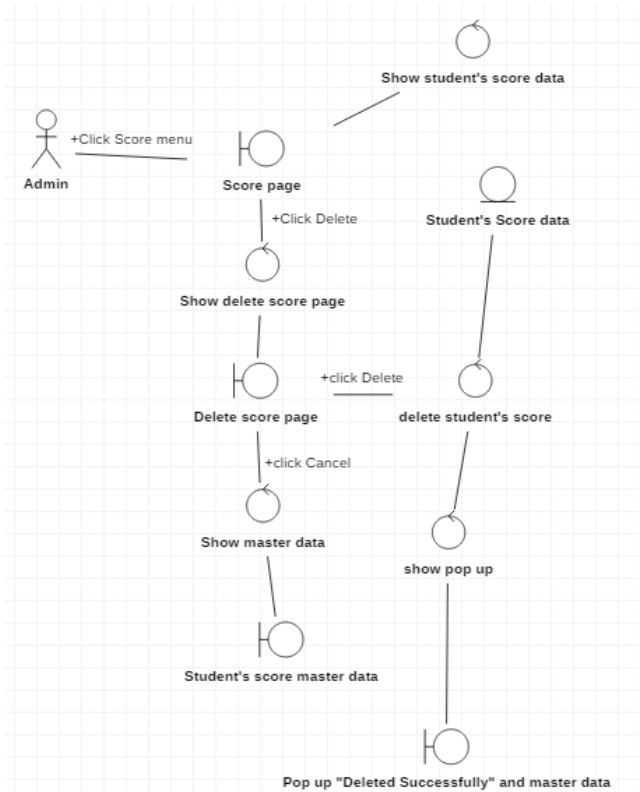 Show student's score data
+Click Score menu
Admin
Score page
Student's Score data
+Click Delete
Show delete score page
+click Delete
Delete score page
delete student's score
+click Cancel
Show master data
show pop up
Student's score master data
Pop up "Deleted Successfully" and master data